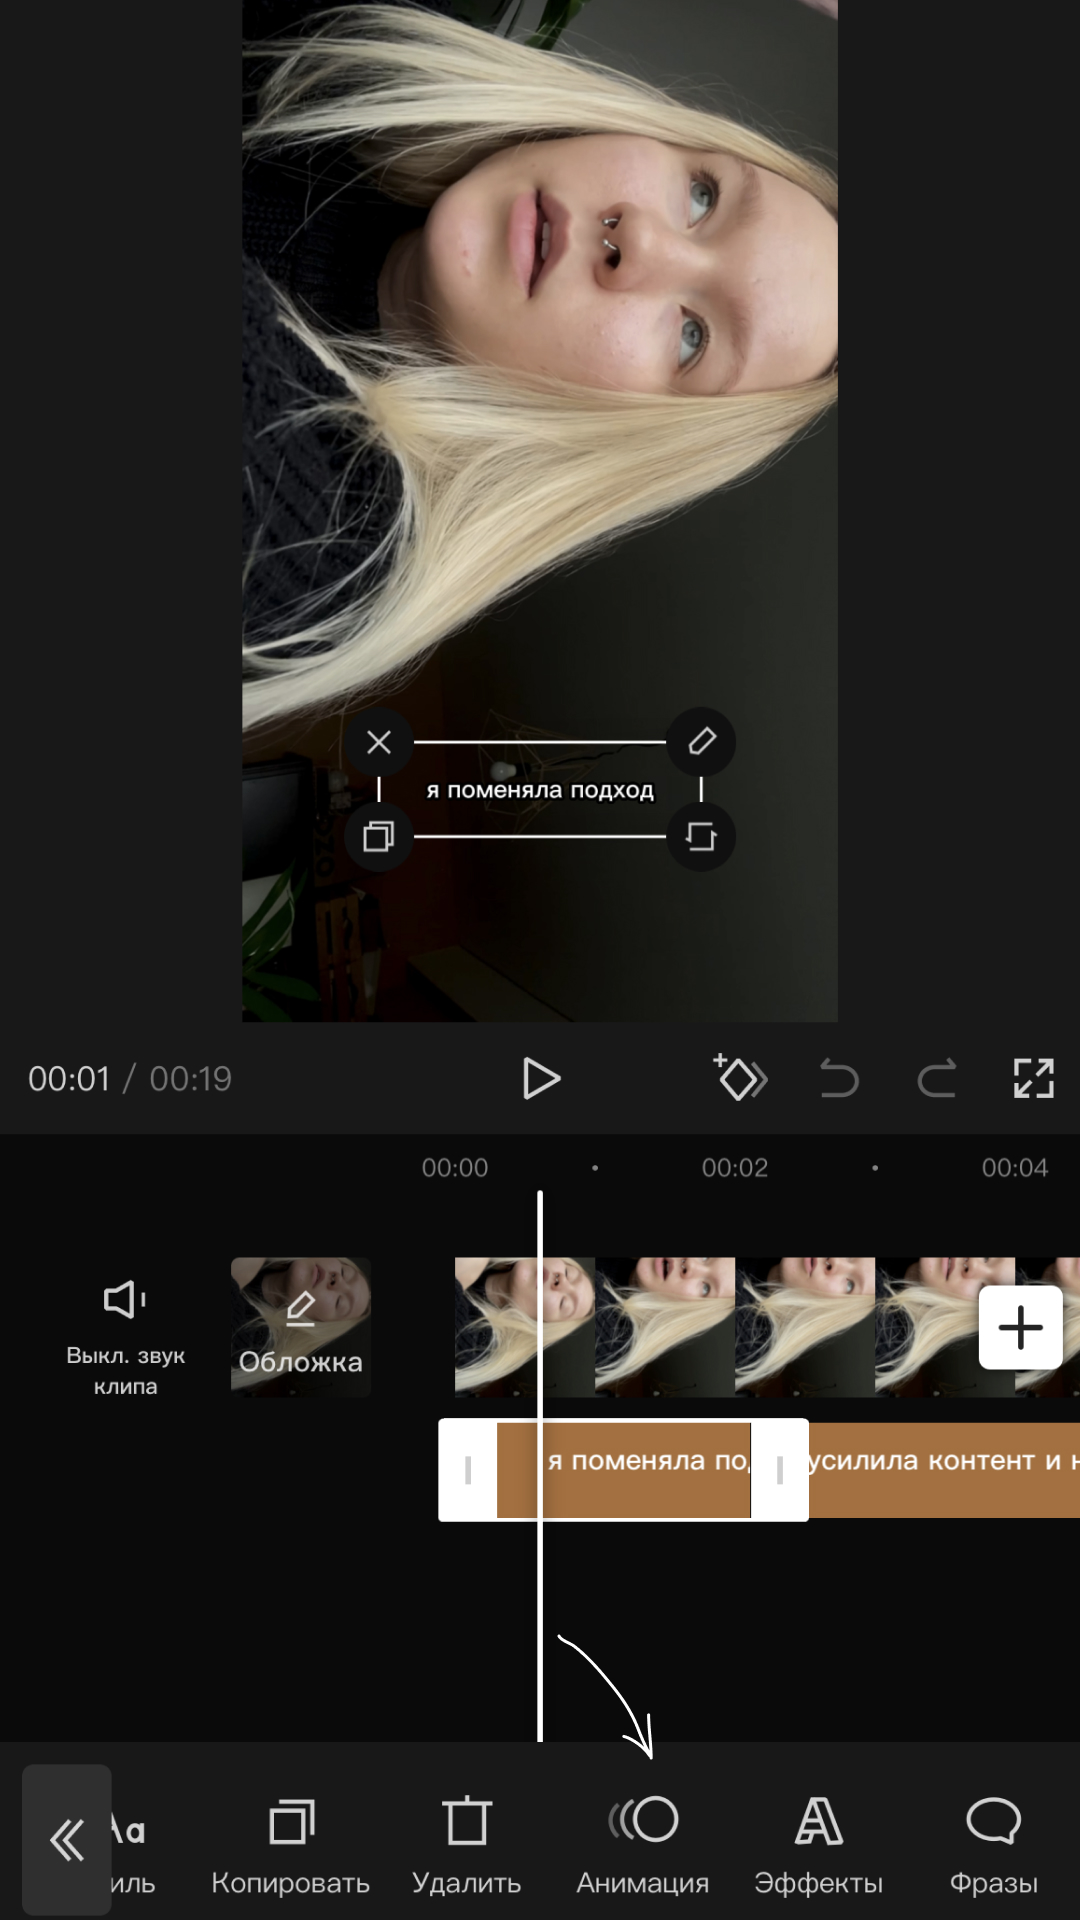 я поменяла подход
00:01 / 00:19
00:00 • 00:02 • 00:04
Выкл. звук
клипа
Обложка
я поменяла по
усилила контент и н
Аа
иль
Копировать
Удалить
Анимация
Эффекты
Фразы